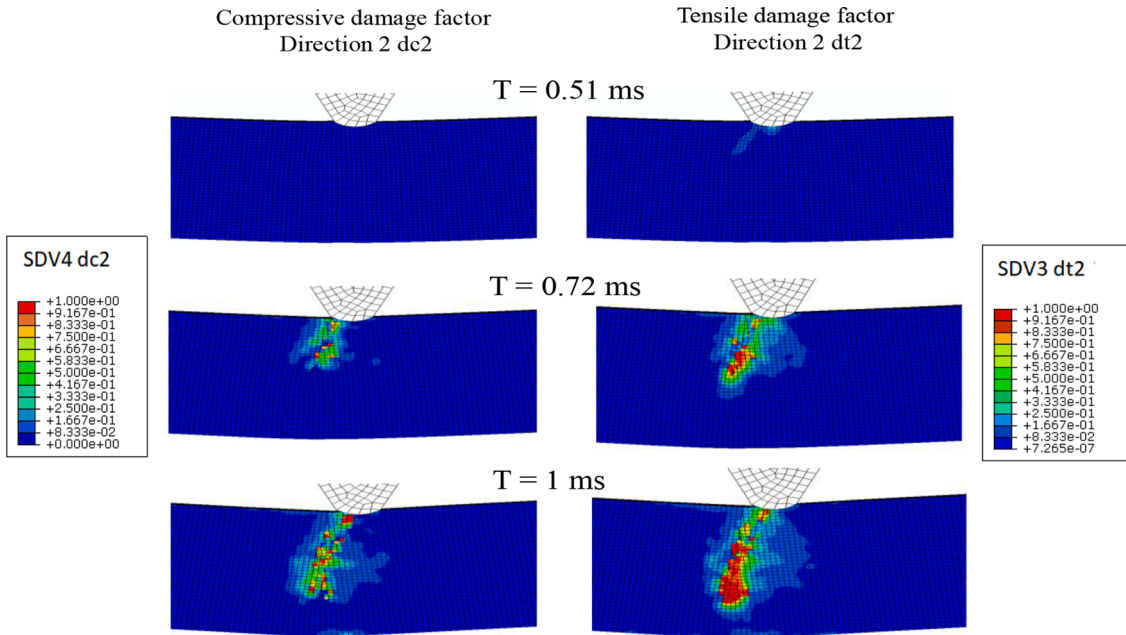 Compressive damage factor
Direction 2 dc2
Tensile damage factor
Direction 2 dt2
T = 0.51 ms
SDV4 dc2
+1.000e+00
+9.167e-01
+8.333e-01
+7.500e-01
+6.667e-01
+5.833e-01
+5.000e-01
+4.167e-01
+3.333e-01
+2.500e-01
+1.667e-01
+8.333e-02
+0.000e+00
SDV3 dt2
+1.000e+00
+9.167e-01
+8.333e-01
+7.500e-01
+6.667e-01
+5.833e-01
+5.000e-01
+4.167e-01
+3.333e-01
+2.500e-01
+1.667e-01
+8.333e-02
+7.265e-07
T = 0.72 ms
T = 1 ms